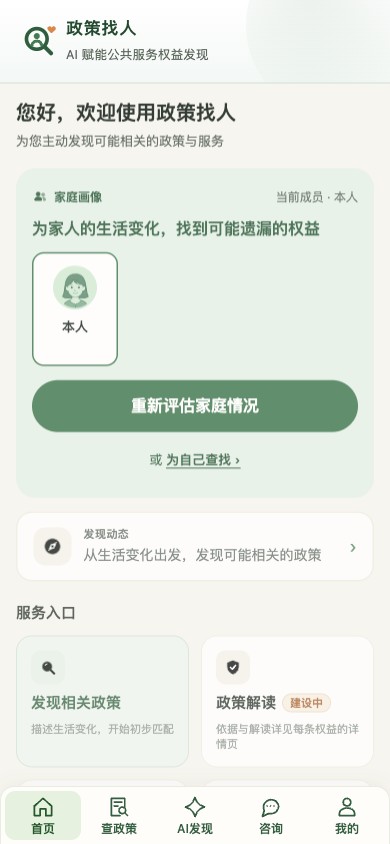 政策找人
AI 赋能公共服务权益发现
您好，欢迎使用政策找人
为您主动发现可能相关的政策与服务
家庭画像
当前成员 · 本人
为家人的生活变化，找到可能遗漏的权益
本人
重新评估家庭情况
或 为自己查找 ›
发现动态
从生活变化出发，发现可能相关的政策
服务入口
发现相关政策
描述生活变化，开始初步匹配
政策解读 建设中
依据与解读详见每条权益的详
情页
首页
查政策
AI发现
咨询
我的